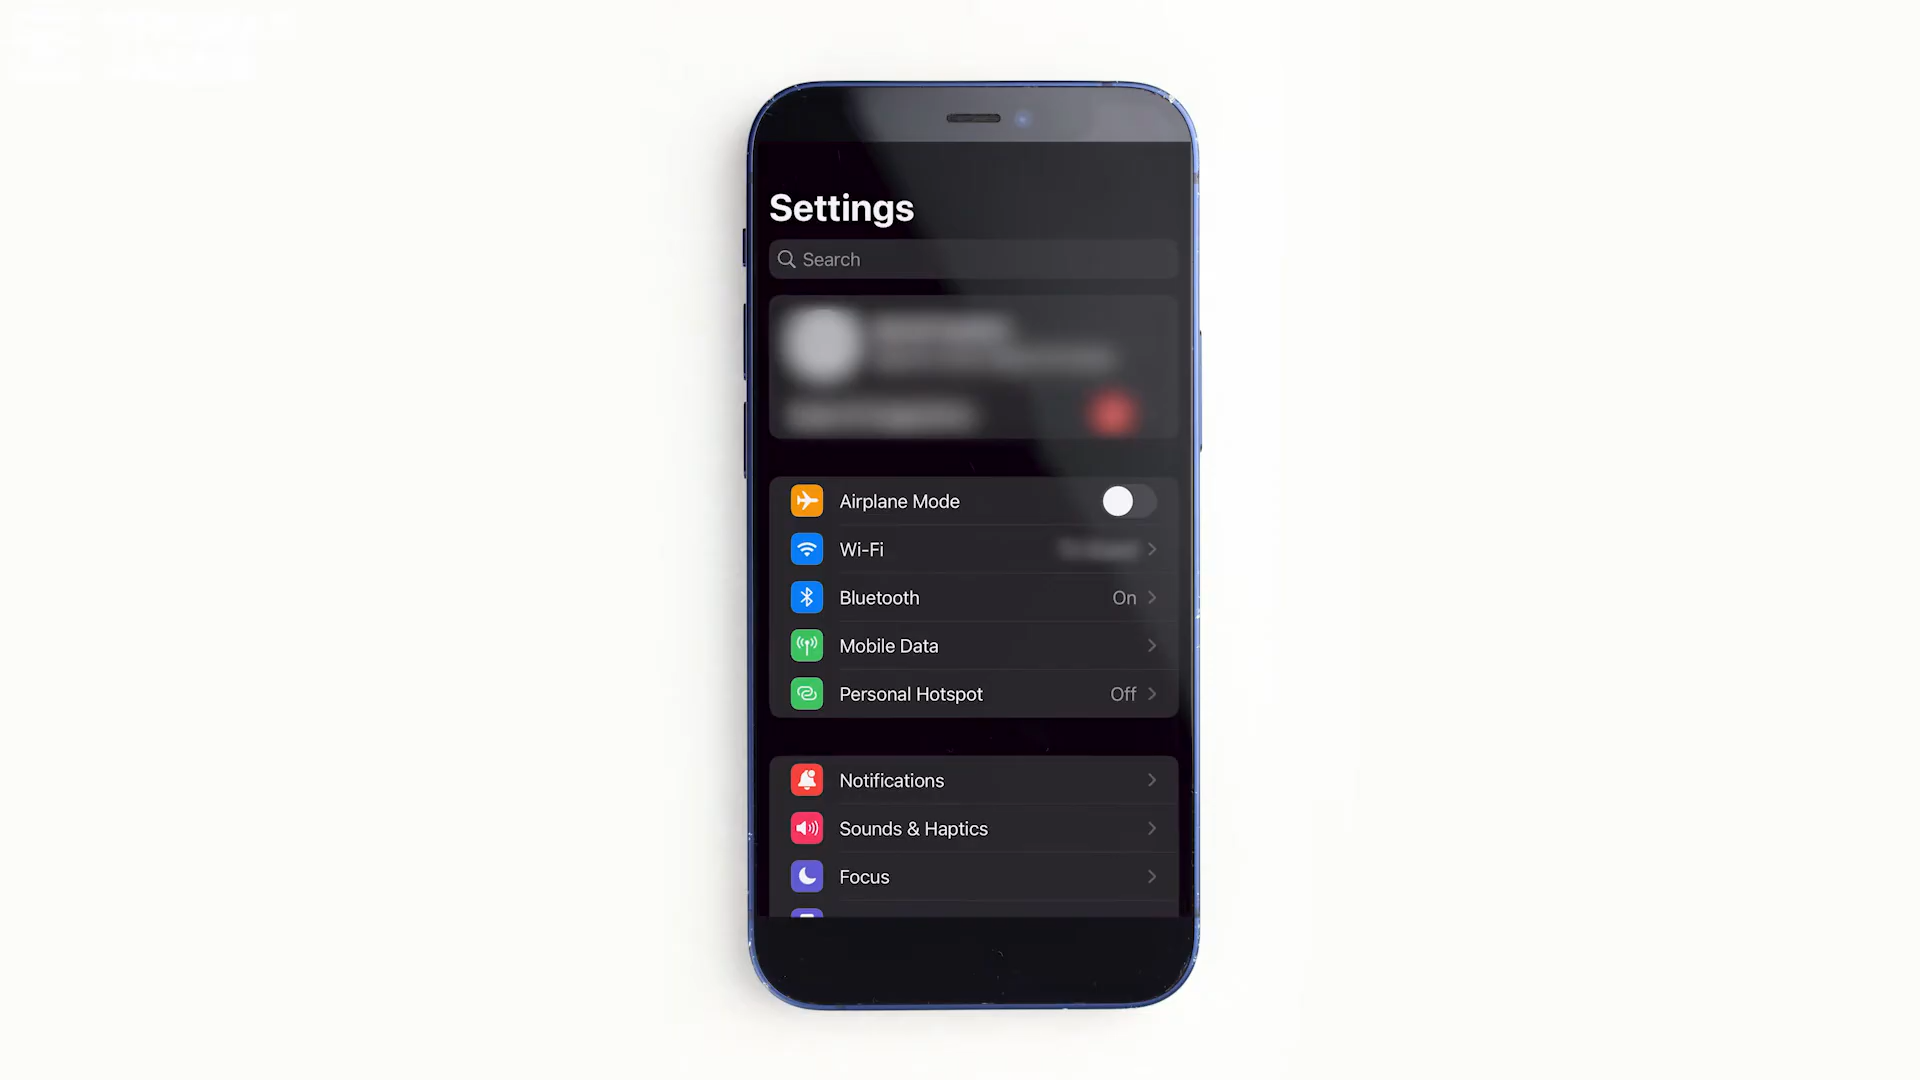 Settings
Search
Airplane Mode
Wi-Fi
Bluetooth On
Mobile Data
Personal Hotspot Off
Notifications
Sounds & Haptics
Focus